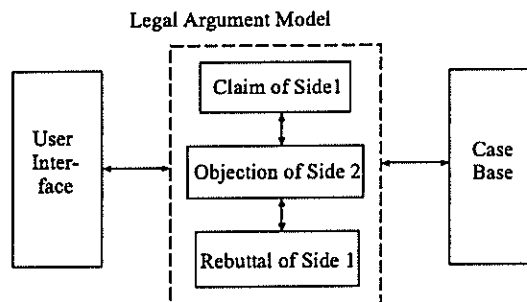 Legal Argument Model
Claim of Side1
User
Inter-
face
Objection of Side 2
Case
Base
Rebuttal of Side 1